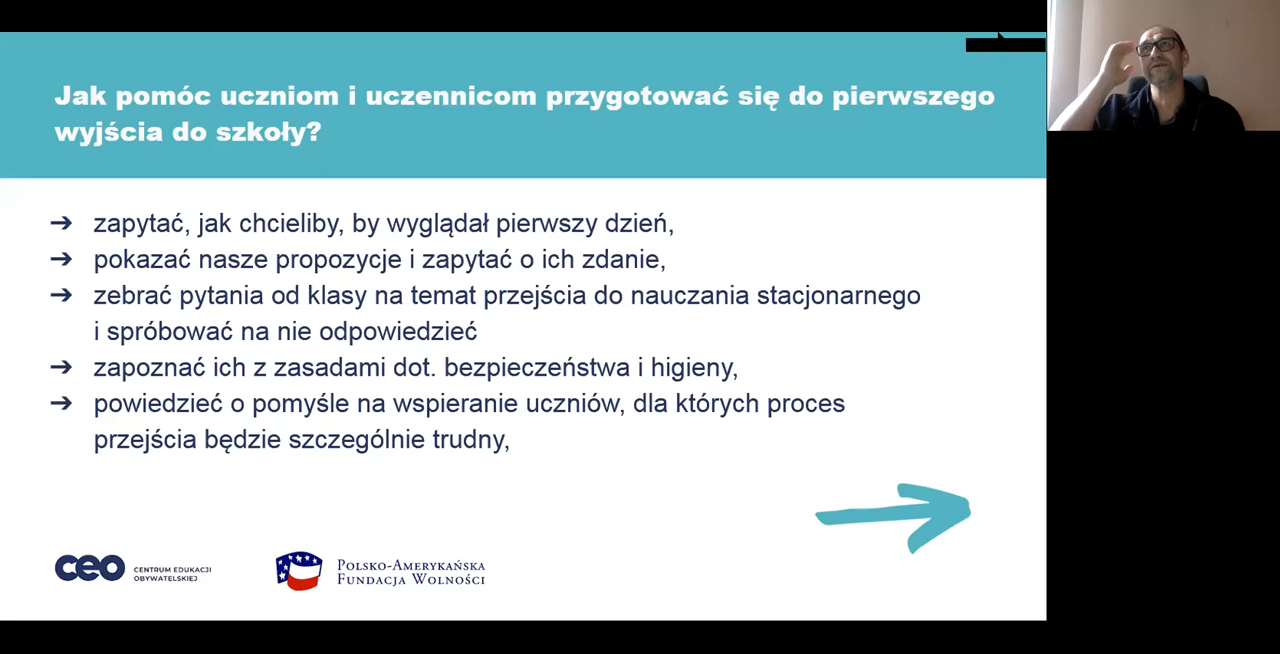 Jak pomóc uczniom i uczennicom przygotować się do pierwszego
wyjścia do szkoły?
➔ zapytać, jak chcieliby, by wyglądał pierwszy dzień,
➔ pokazać nasze propozycje i zapytać o ich zdanie,
➔ zebrać pytania od klasy na temat przejścia do nauczania stacjonarnego
i spróbować na nie odpowiedzieć
➔ zapoznać ich z zasadami dot. bezpieczeństwa i higieny,
➔ powiedzieć o pomyśle na wspieranie uczniów, dla których proces
przejścia będzie szczególnie trudny,
ceo CENTRUM EDUKACJI
OBYWATELSKIEJ
POLSKO-AMERYKAŃSKA
FUNDACJA WOLNOŚCI